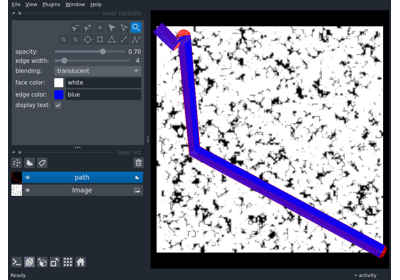 File View Plugins Window Help
layer controls
opacity: 0.70
edge width: 4
blending: translucent
face color: white
edge color: blue
display text:
layer list
path
Image
activity